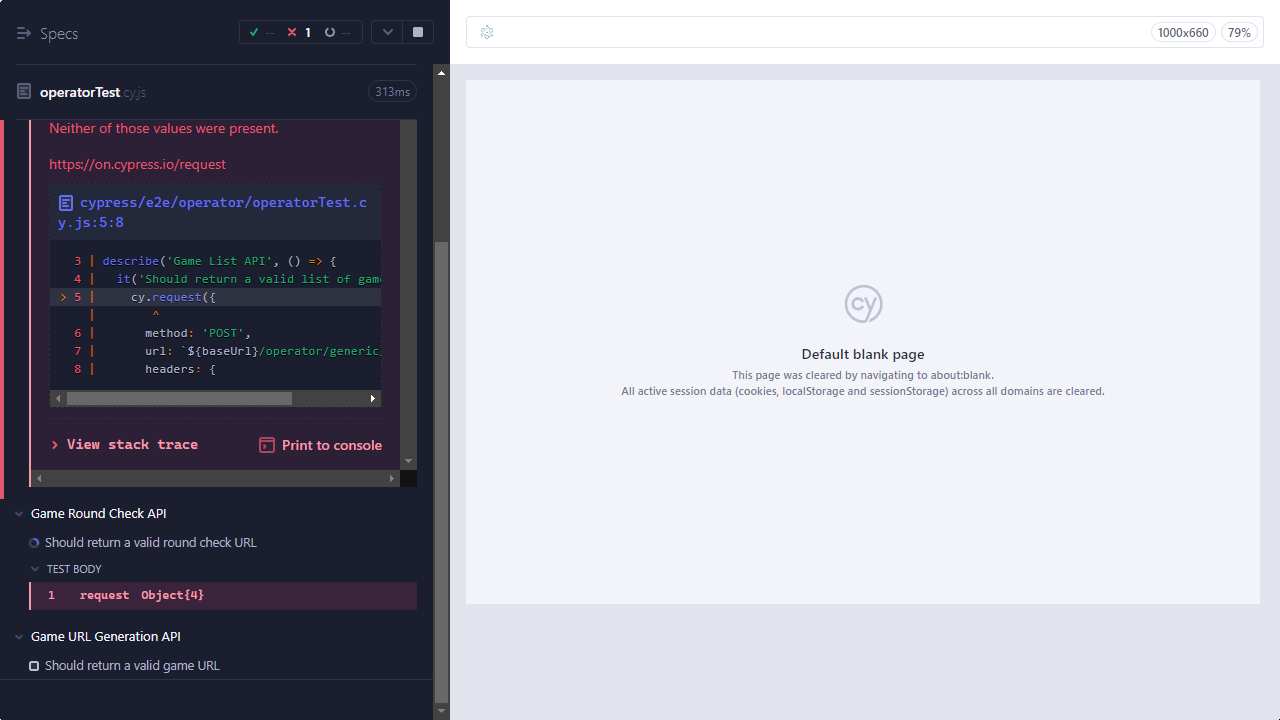 Specs
-- 1 --
operatorTest.cy.js 313ms
Neither of those values were present.
https://on.cypress.io/request
cypress/e2e/operator/operatorTest.c
y.js:5:8
3 | describe('Game List API', () => {
4 | it('Should return a valid list of game
> 5 | cy.request({
| ^
6 | method: 'POST',
7 | url: `${baseUrl}/operator/generic/
8 | headers: {
> View stack trace
Print to console
Game Round Check API
Should return a valid round check URL
TEST BODY
1 request Object{4}
Game URL Generation API
Should return a valid game URL
1000x660 79%
cy
Default blank page
This page was cleared by navigating to about:blank.
All active session data (cookies, localStorage and sessionStorage) across all domains are cleared.